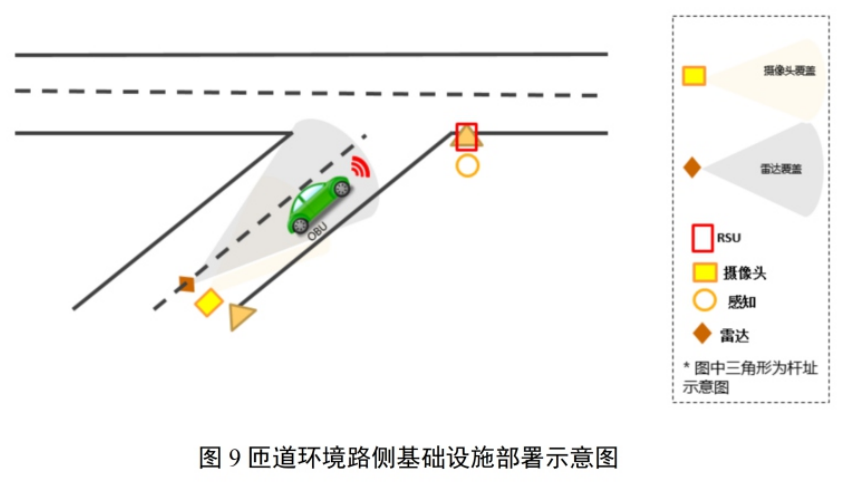 摄像头覆盖
雷达覆盖
OBU
RSU
摄像头
感知
雷达
* 图中三角形为杆址
示意图
图 9 匝道环境路侧基础设施部署示意图